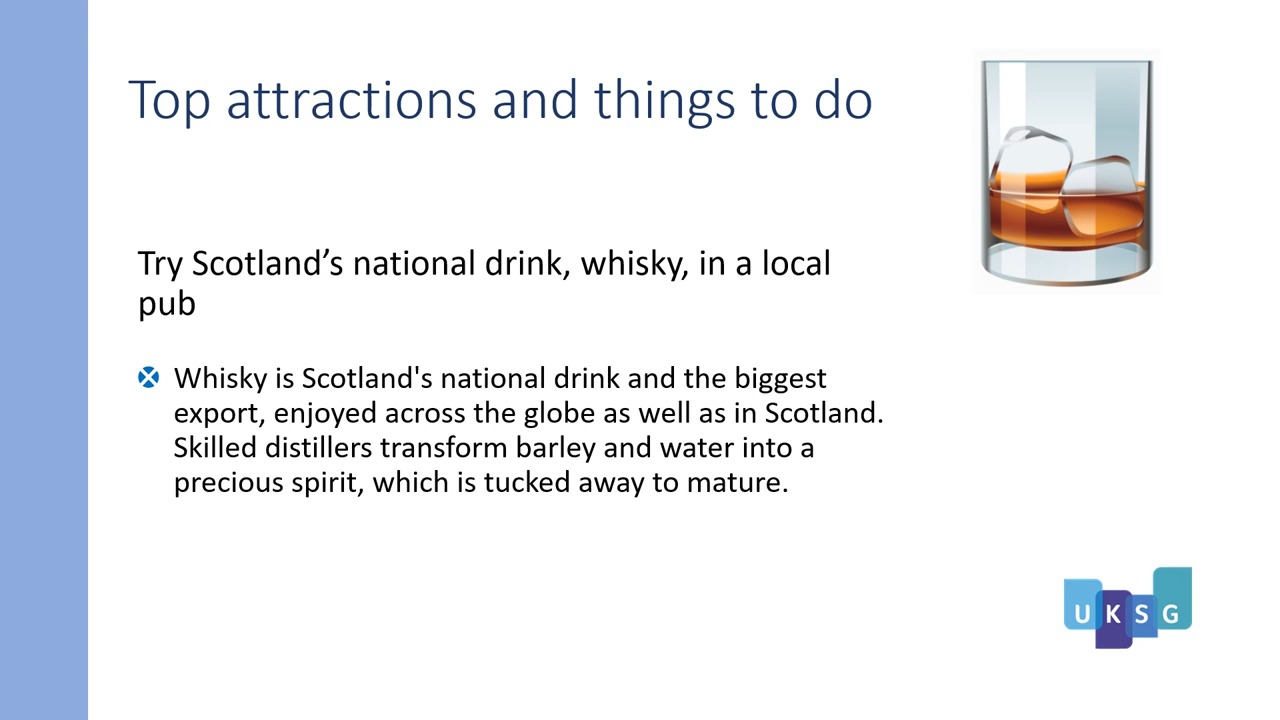 Top attractions and things to do
Try Scotland’s national drink, whisky, in a local
pub
Whisky is Scotland's national drink and the biggest
export, enjoyed across the globe as well as in Scotland.
Skilled distillers transform barley and water into a
precious spirit, which is tucked away to mature.
UKSG